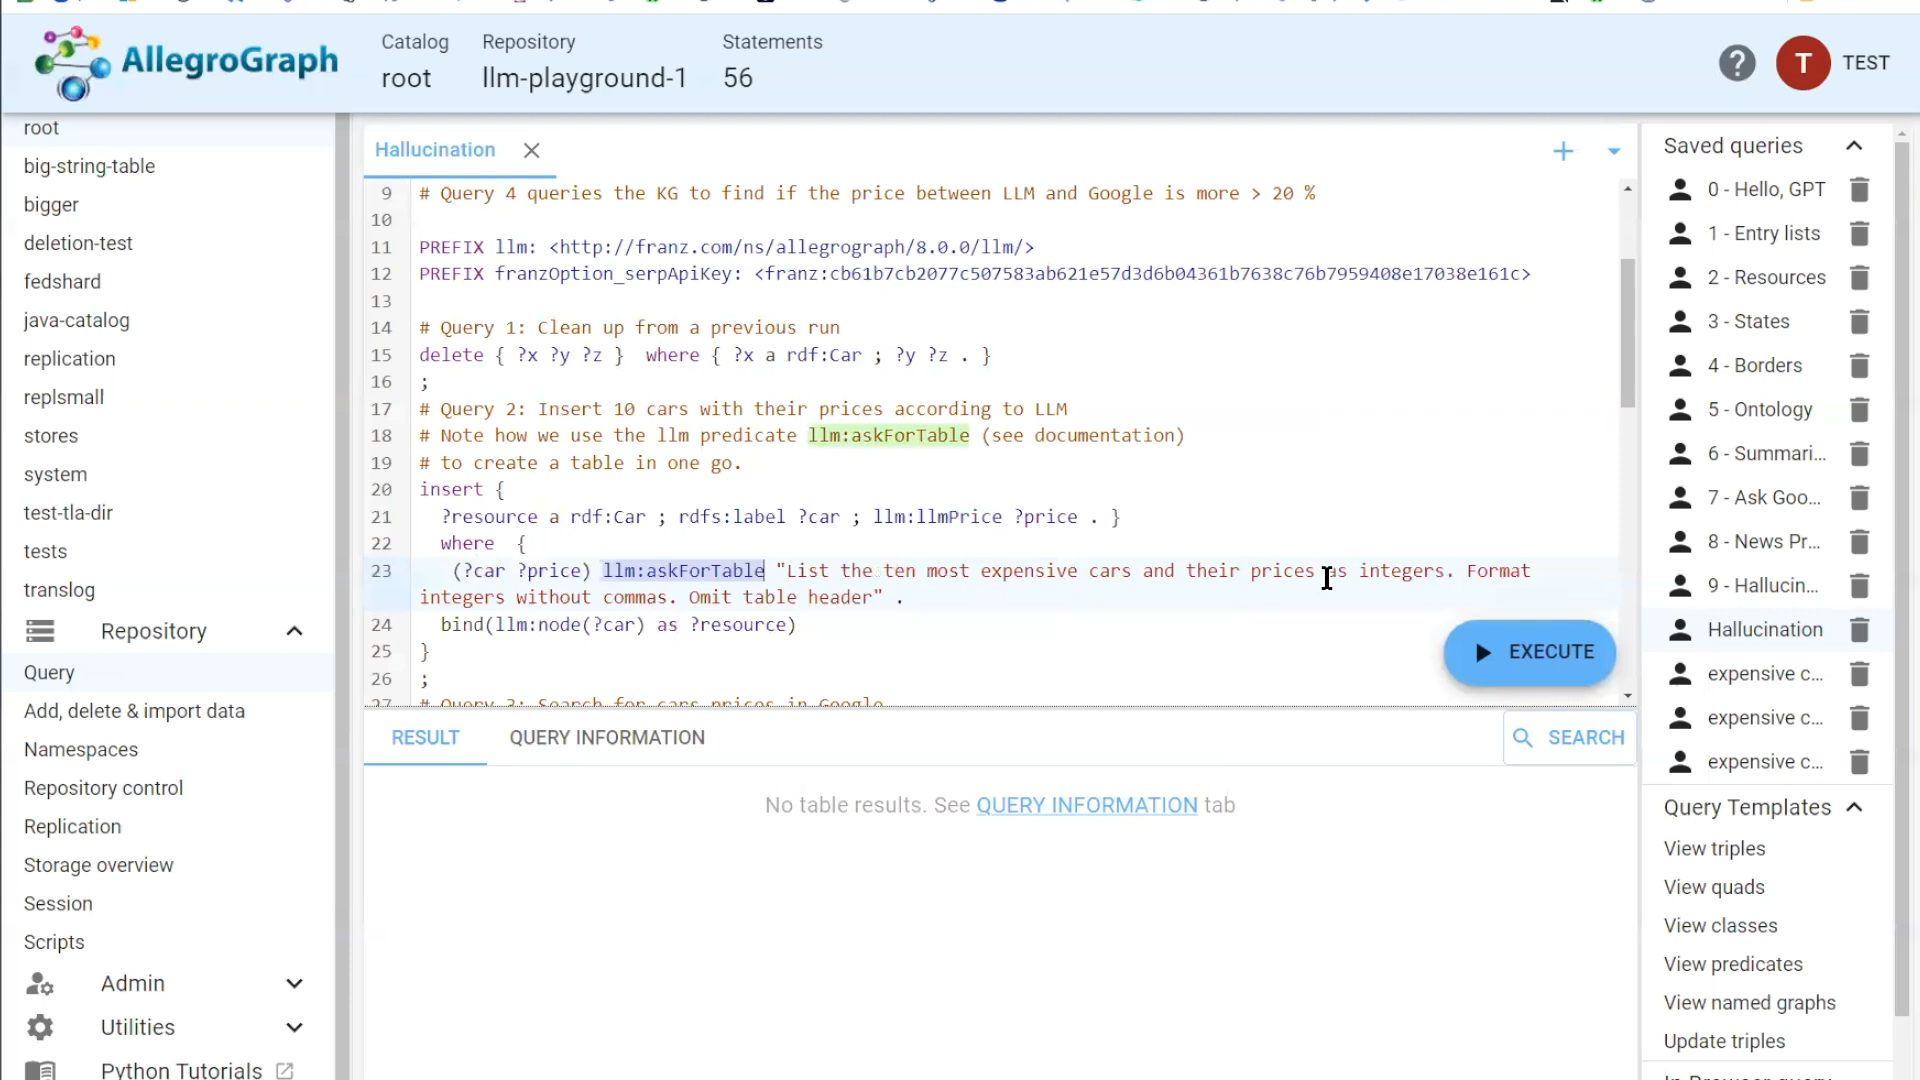 AllegroGraph
Catalog
root
Repository
llm-playground-1
Statements
56
?
T
TEST
root
big-string-table
bigger
deletion-test
fedshard
java-catalog
replication
replsmall
stores
system
test-tla-dir
tests
translog
Repository
Query
Add, delete & import data
Namespaces
Repository control
Replication
Storage overview
Session
Scripts
Admin
Utilities
Python Tutorials
Hallucination
9 # Query 4 queries the KG to find if the price between LLM and Google is more > 20 %
10
11 PREFIX llm: <http://franz.com/ns/allegrograph/8.0.0/llm/>
12 PREFIX franzOption_serpApiKey: <franz:cb61b7cb2077c507583ab621e57d3d6b04361b7638c76b7959408e17038e161c>
13
14 # Query 1: Clean up from a previous run
15 delete { ?x ?y ?z }  where { ?x a rdf:Car ; ?y ?z . }
16 ;
17 # Query 2: Insert 10 cars with their prices according to LLM
18 # Note how we use the llm predicate llm:askForTable (see documentation)
19 # to create a table in one go.
20 insert {
21 ?resource a rdf:Car ; rdfs:label ?car ; llm:llmPrice ?price . }
22 where  {
23 (?car ?price) llm:askForTable "List the ten most expensive cars and their prices as integers. Format
integers without commas. Omit table header" .
24 bind(llm:node(?car) as ?resource)
25 }
26 ;
27 # Query 3: Search for cars prices in Google
EXECUTE
RESULT
QUERY INFORMATION
SEARCH
No table results. See QUERY INFORMATION tab
Saved queries
0 - Hello, GPT
1 - Entry lists
2 - Resources
3 - States
4 - Borders
5 - Ontology
6 - Summari...
7 - Ask Goo...
8 - News Pr...
9 - Hallucin...
Hallucination
expensive c...
expensive c...
expensive c...
Query Templates
View triples
View quads
View classes
View predicates
View named graphs
Update triples